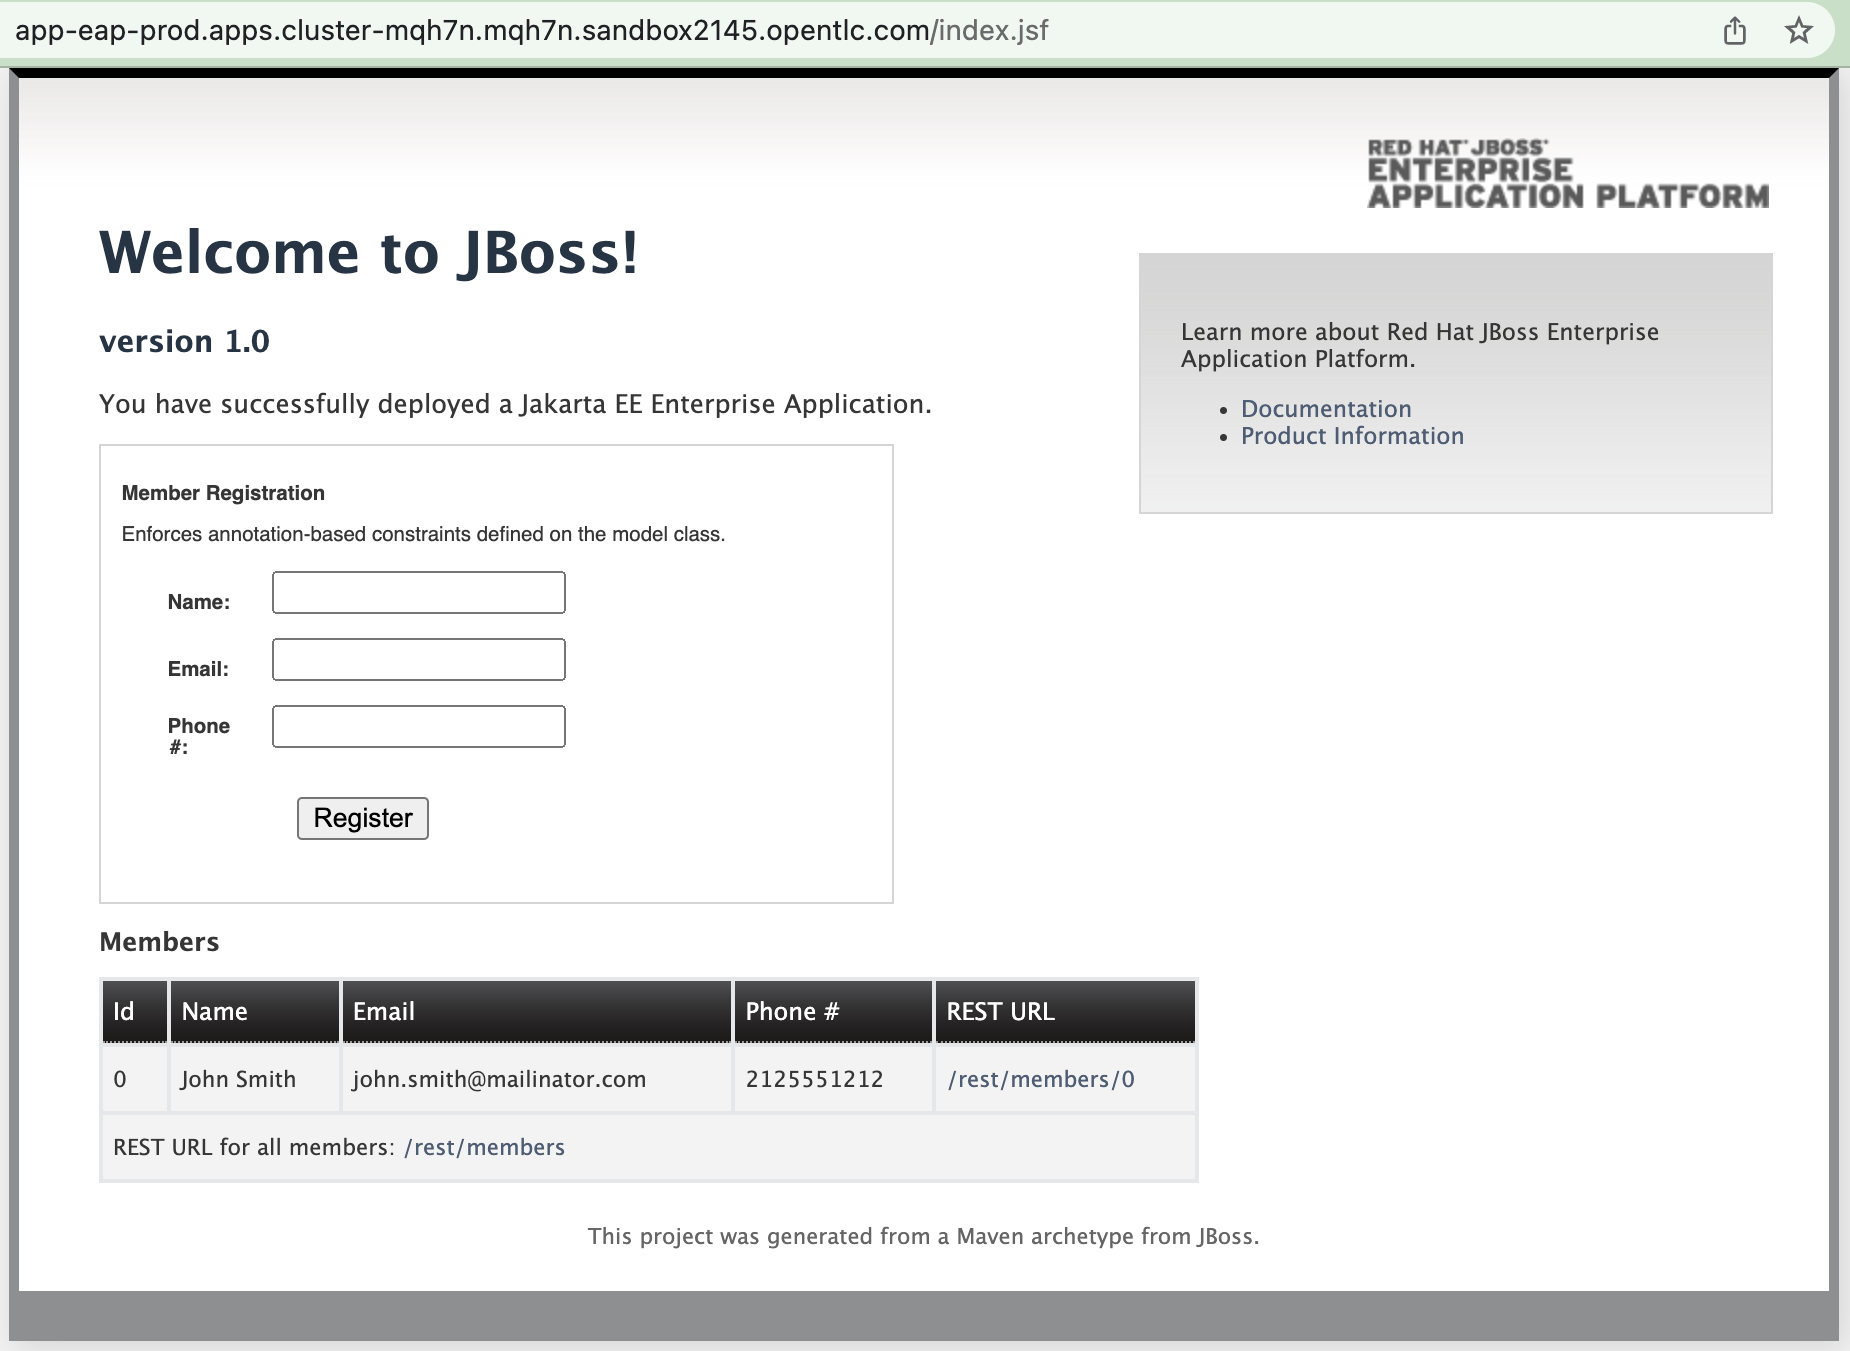 app-eap-prod.apps.cluster-mqh7n.mqh7n.sandbox2145.opentlc.com/index.jsf
RED HAT® JBOSS®
ENTERPRISE
APPLICATION PLATFORM
Welcome to JBoss!
version 1.0
You have successfully deployed a Jakarta EE Enterprise Application.
Learn more about Red Hat JBoss Enterprise
Application Platform.
• Documentation
• Product Information
Member Registration
Enforces annotation-based constraints defined on the model class.
Name:
Email:
Phone
#:
Register
Members
Id Name Email Phone # REST URL
0 John Smith john.smith@mailinator.com 2125551212 /rest/members/0
REST URL for all members: /rest/members
This project was generated from a Maven archetype from JBoss.